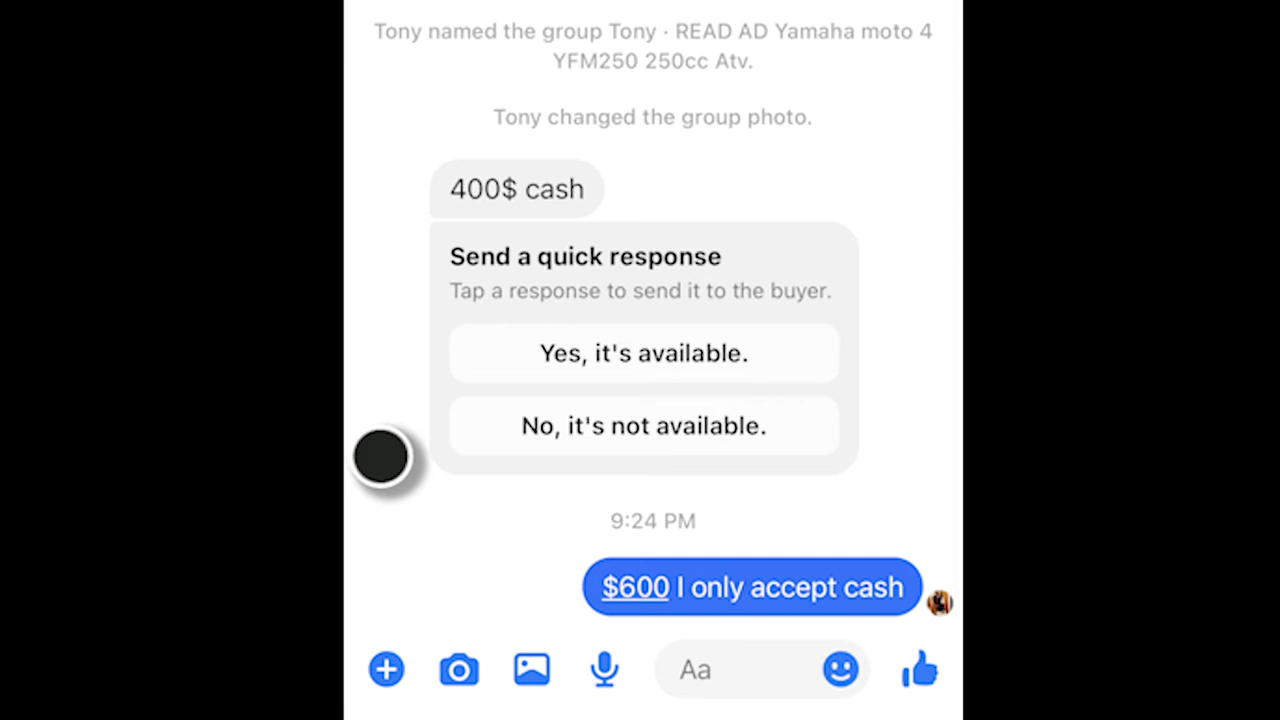 Tony named the group Tony · READ AD Yamaha moto 4
YFM250 250cc Atv.
Tony changed the group photo.
400$ cash
Send a quick response
Tap a response to send it to the buyer.
Yes, it's available.
No, it's not available.
9:24 PM
$600 I only accept cash
Aa